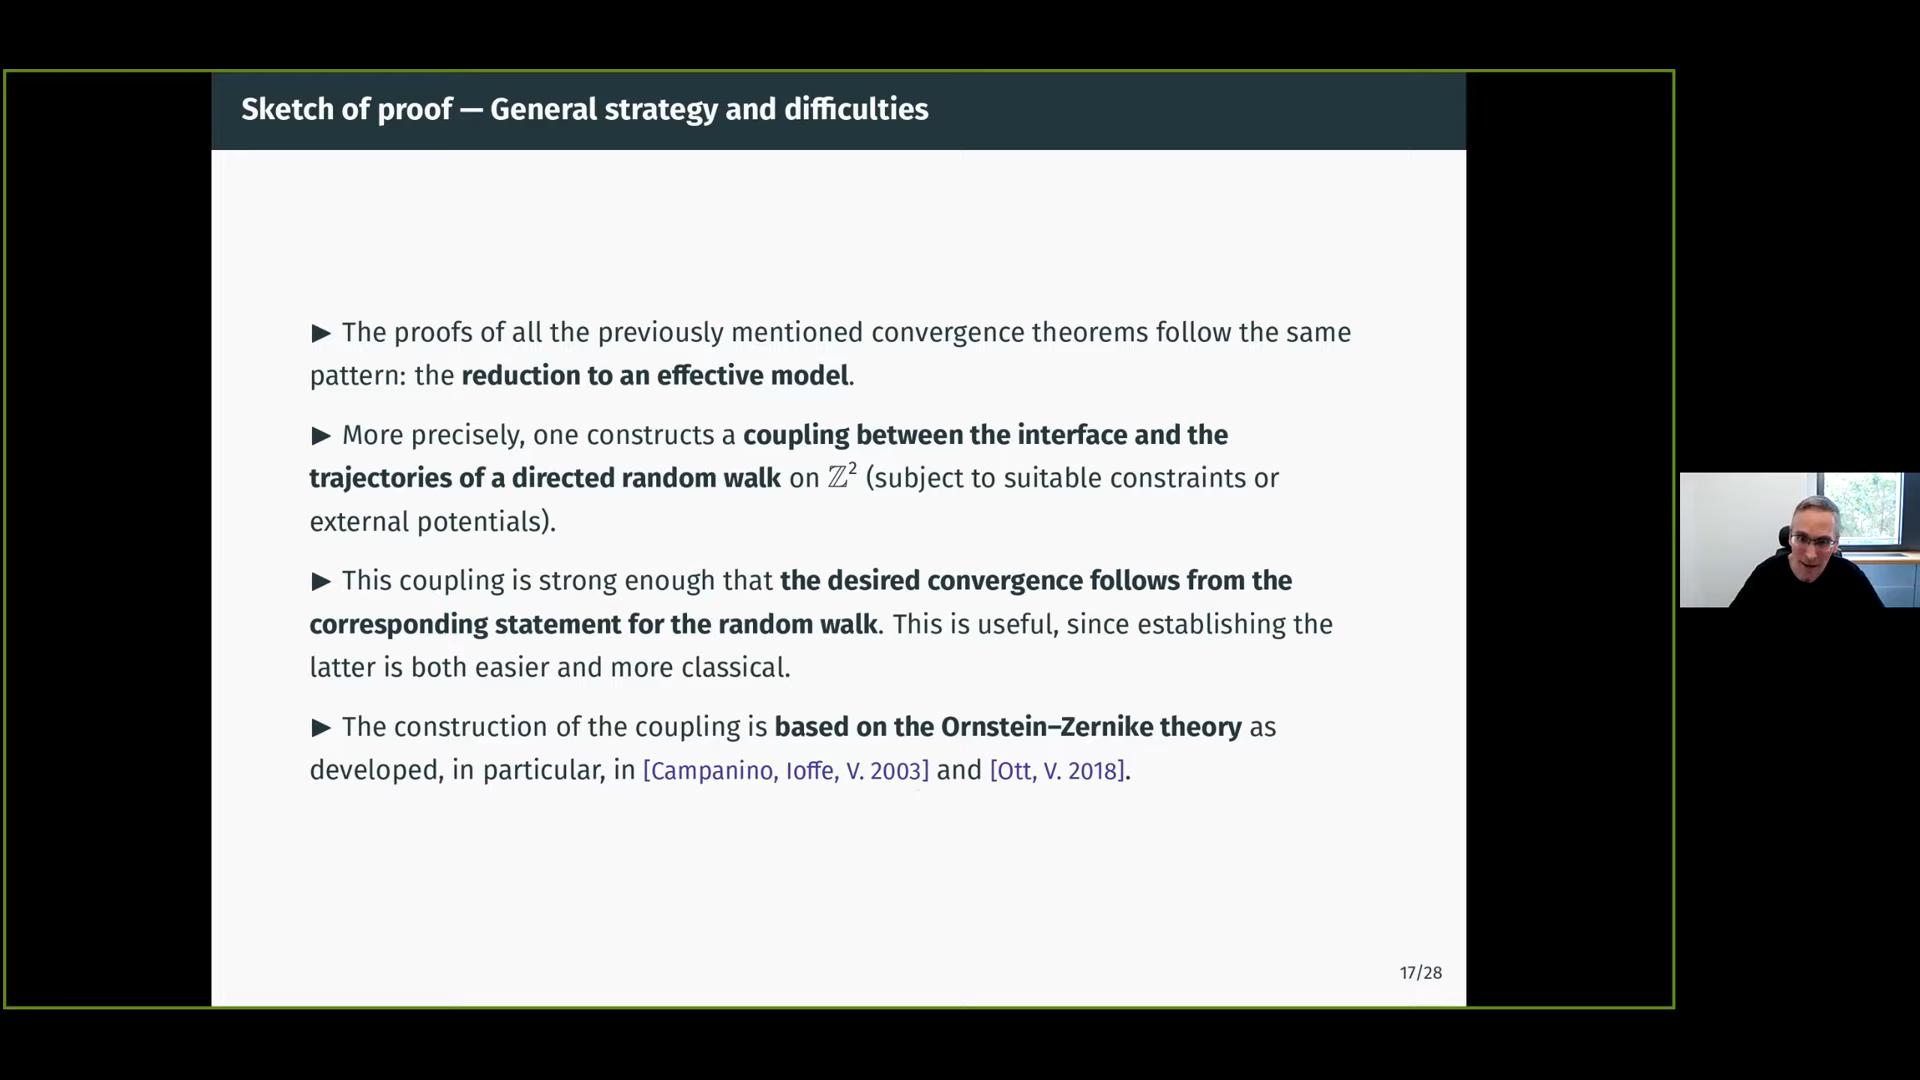 Sketch of proof — General strategy and difficulties
▶ The proofs of all the previously mentioned convergence theorems follow the same
pattern: the reduction to an effective model.
▶ More precisely, one constructs a coupling between the interface and the
trajectories of a directed random walk on ℤ² (subject to suitable constraints or
external potentials).
▶ This coupling is strong enough that the desired convergence follows from the
corresponding statement for the random walk. This is useful, since establishing the
latter is both easier and more classical.
▶ The construction of the coupling is based on the Ornstein–Zernike theory as
developed, in particular, in [Campanino, Ioffe, V. 2003] and [Ott, V. 2018].
17/28